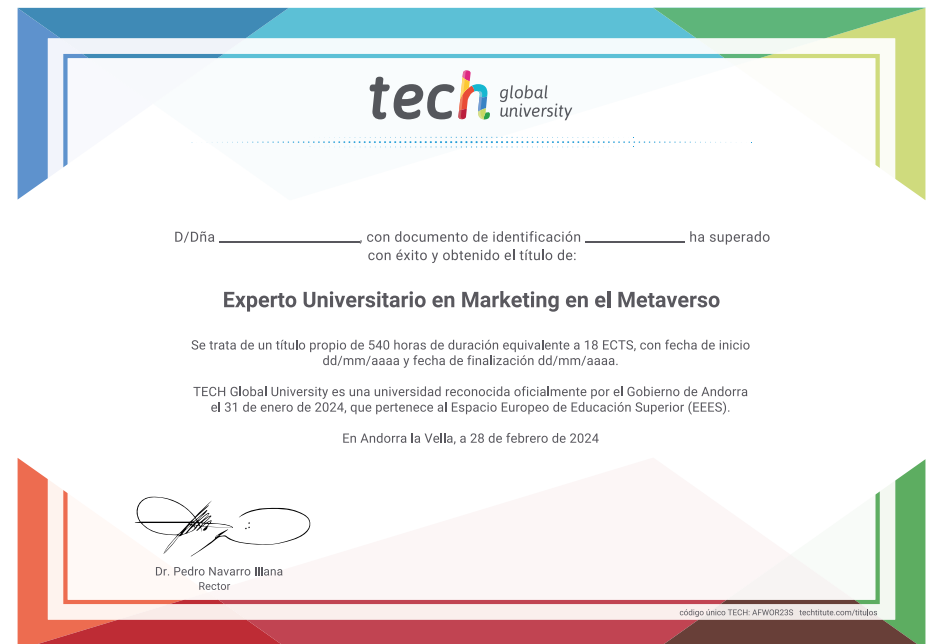 tech global
university
D/Dña ______________, con documento de identificación __________ ha superado
con éxito y obtenido el título de:
Experto Universitario en Marketing en el Metaverso
Se trata de un título propio de 540 horas de duración equivalente a 18 ECTS, con fecha de inicio
dd/mm/aaaa y fecha de finalización dd/mm/aaaa.
TECH Global University es una universidad reconocida oficialmente por el Gobierno de Andorra
el 31 de enero de 2024, que pertenece al Espacio Europeo de Educación Superior (EEES).
En Andorra la Vella, a 28 de febrero de 2024
Dr. Pedro Navarro Illana
Rector
código único TECH: AFWOR23S techtitute.com/titulos